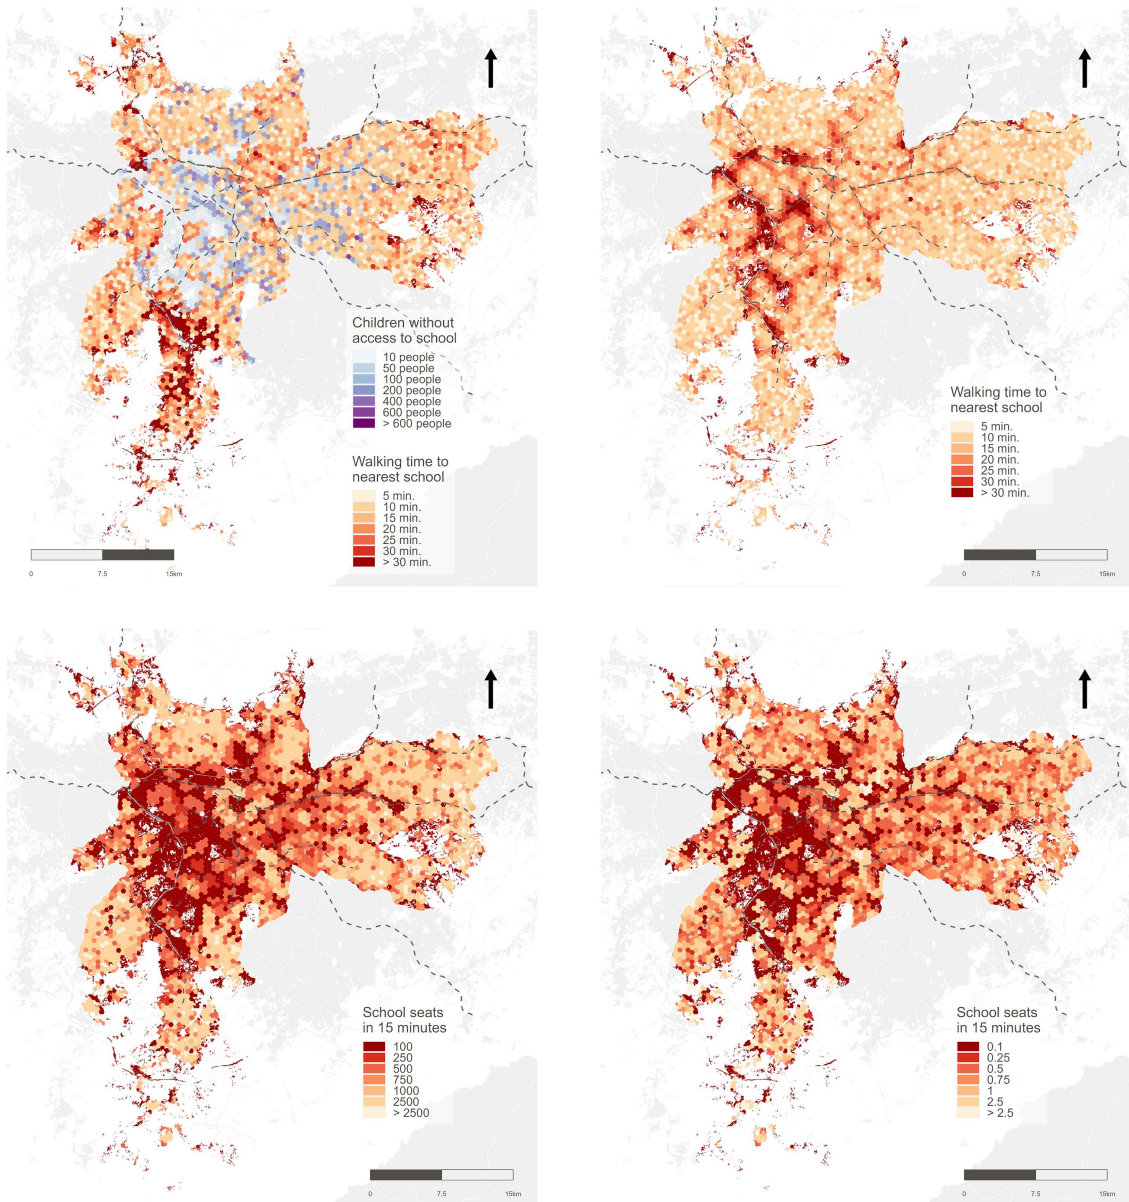 Children without
access to school
10 people
50 people
100 people
200 people
400 people
600 people
> 600 people
Walking time to
nearest school
5 min.
10 min.
15 min.
20 min.
25 min.
30 min.
> 30 min.
0 7.5 15km
Walking time to
nearest school
5 min.
10 min.
15 min.
20 min.
25 min.
30 min.
> 30 min.
0 7.5 15km
School seats
in 15 minutes
100
250
500
750
1000
2500
> 2500
0 7.5 15km
School seats
in 15 minutes
0.1
0.25
0.5
0.75
1
2.5
> 2.5
0 7.5 15km